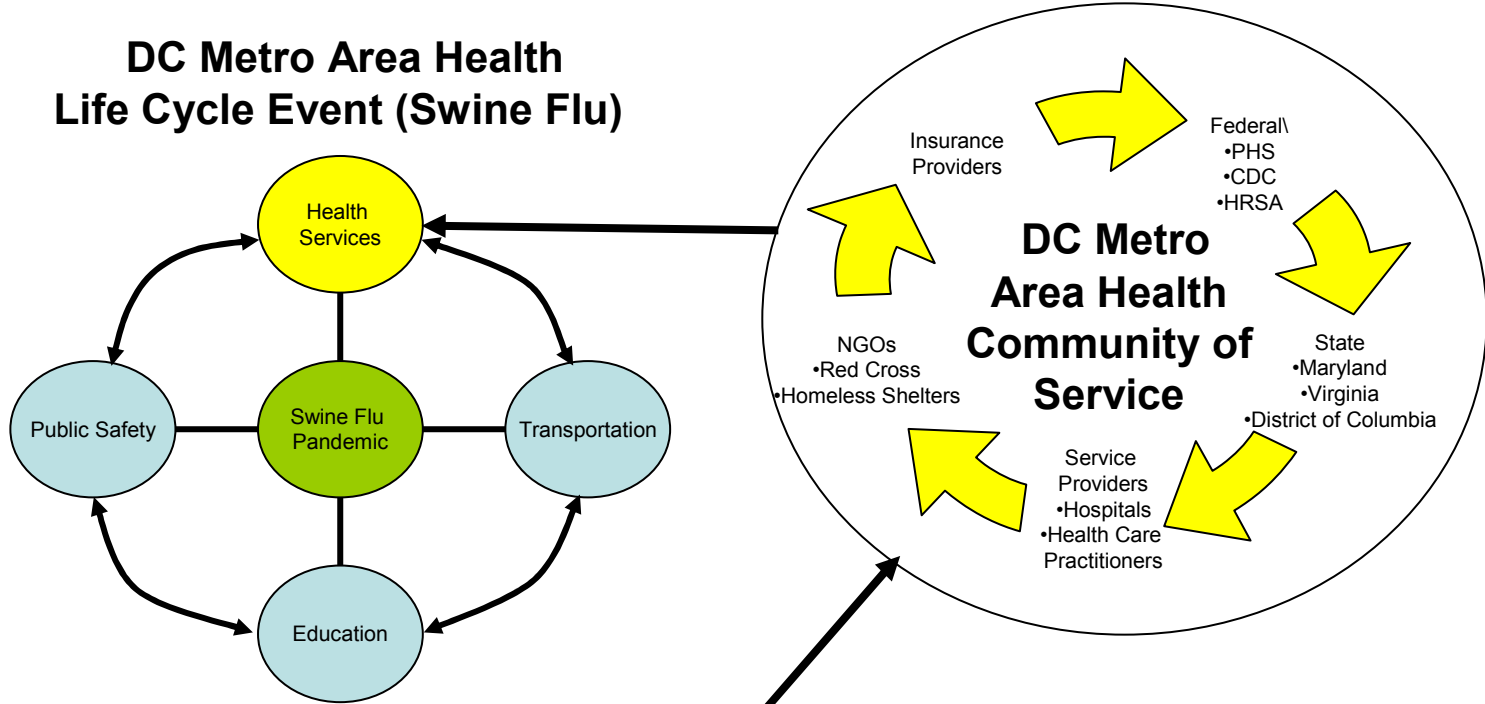 DC Metro Area Health
Life Cycle Event (Swine Flu)
Health
Services
Public Safety
Swine Flu
Pandemic
Transportation
Education
Insurance
Providers
Federal\
•PHS
•CDC
•HRSA
DC Metro
Area Health
Community of
Service
State
•Maryland
•Virginia
•District of Columbia
Service
Providers
•Hospitals
•Health Care
Practitioners
NGOs
•Red Cross
•Homeless Shelters